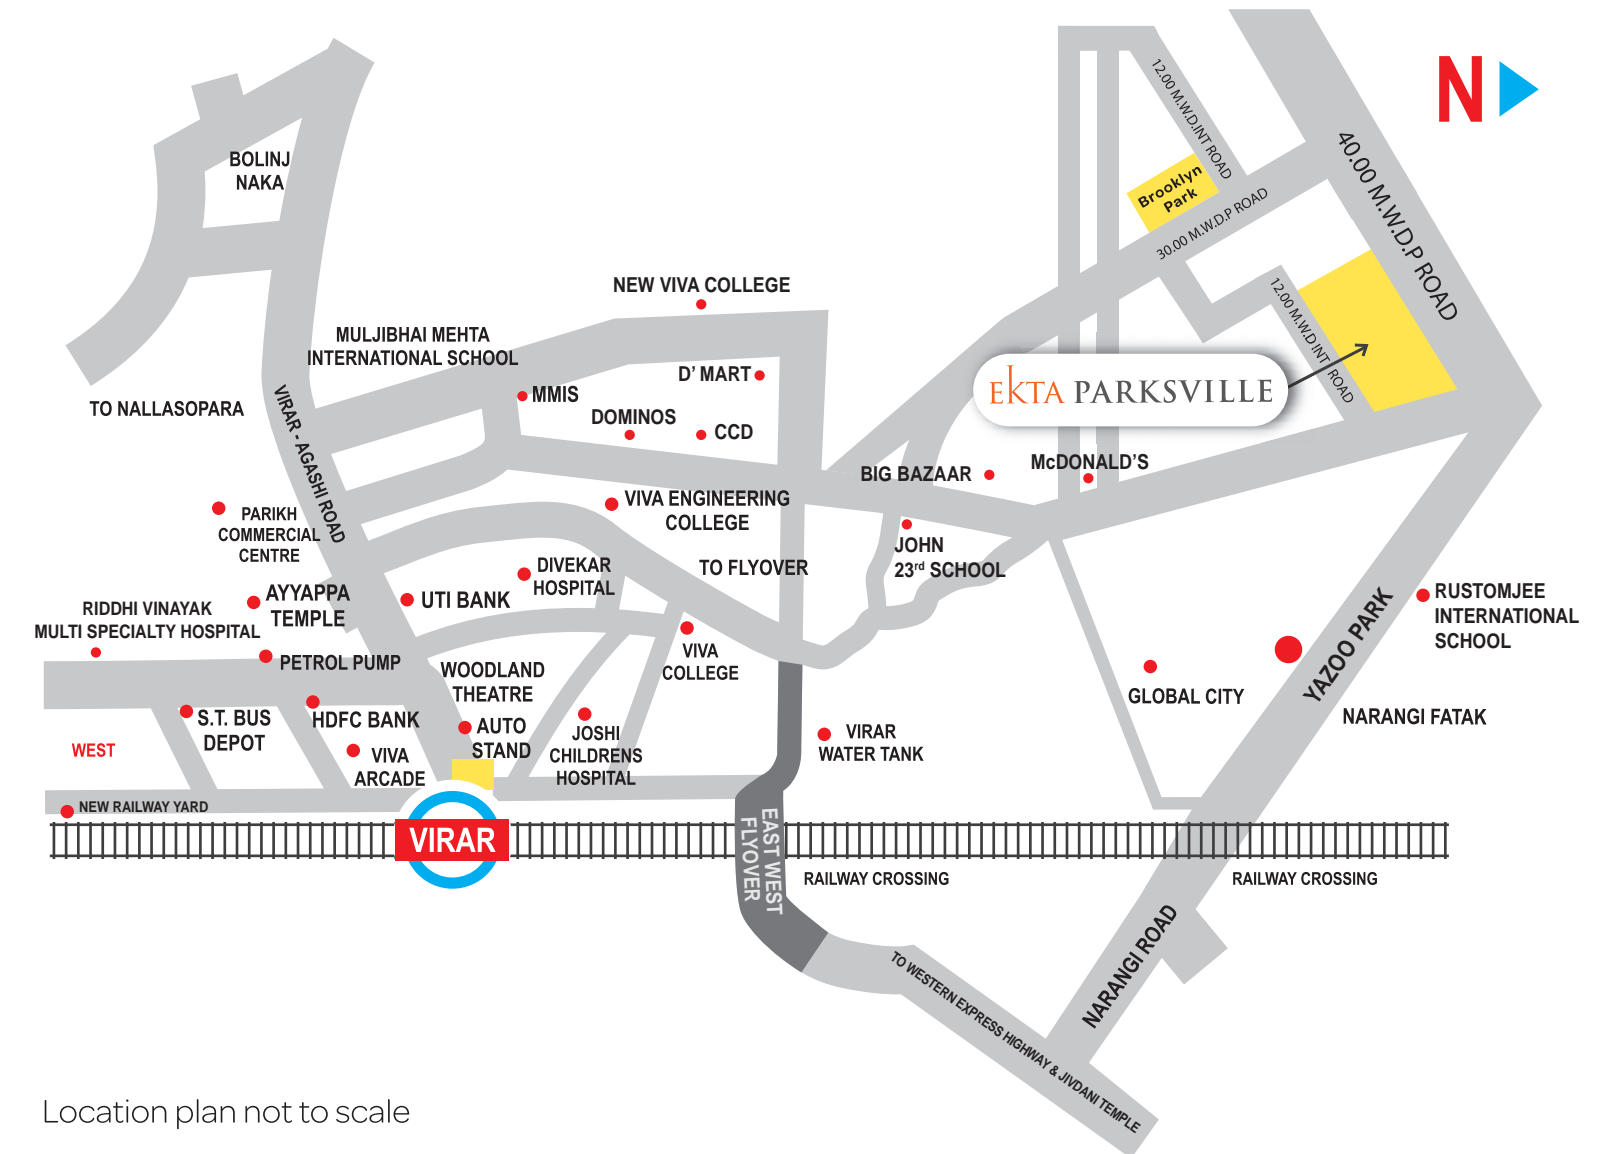 N
12.00 M.W.D.INT ROAD
40.00 M.W.D.P ROAD
BOLINJ
NAKA
Brooklyn
Park
30.00 M.W.D.P ROAD
NEW VIVA COLLEGE
12.00 M.W.D.INT ROAD
MULJIBHAI MEHTA
INTERNATIONAL SCHOOL
D' MART
EKTA PARKSVILLE
MMIS
TO NALLASOPARA
VIRAR - AGASHI ROAD
DOMINOS
CCD
BIG BAZAAR
McDONALD'S
VIVA ENGINEERING
COLLEGE
PARIKH
COMMERCIAL
CENTRE
JOHN
23rd SCHOOL
TO FLYOVER
DIVEKAR
HOSPITAL
AYYAPPA
TEMPLE
UTI BANK
RIDDHI VINAYAK
MULTI SPECIALTY HOSPITAL
YAZOO PARK
RUSTOMJEE
INTERNATIONAL
SCHOOL
PETROL PUMP
WOODLAND
THEATRE
VIVA
COLLEGE
GLOBAL CITY
NARANGI FATAK
S.T. BUS
DEPOT
HDFC BANK
AUTO
STAND
JOSHI
CHILDRENS
HOSPITAL
VIRAR
WATER TANK
WEST
VIVA
ARCADE
NEW RAILWAY YARD
VIRAR
EAST WEST
FLYOVER
RAILWAY CROSSING
RAILWAY CROSSING
NARANGI ROAD
TO WESTERN EXPRESS HIGHWAY & JIVDANI TEMPLE
Location plan not to scale